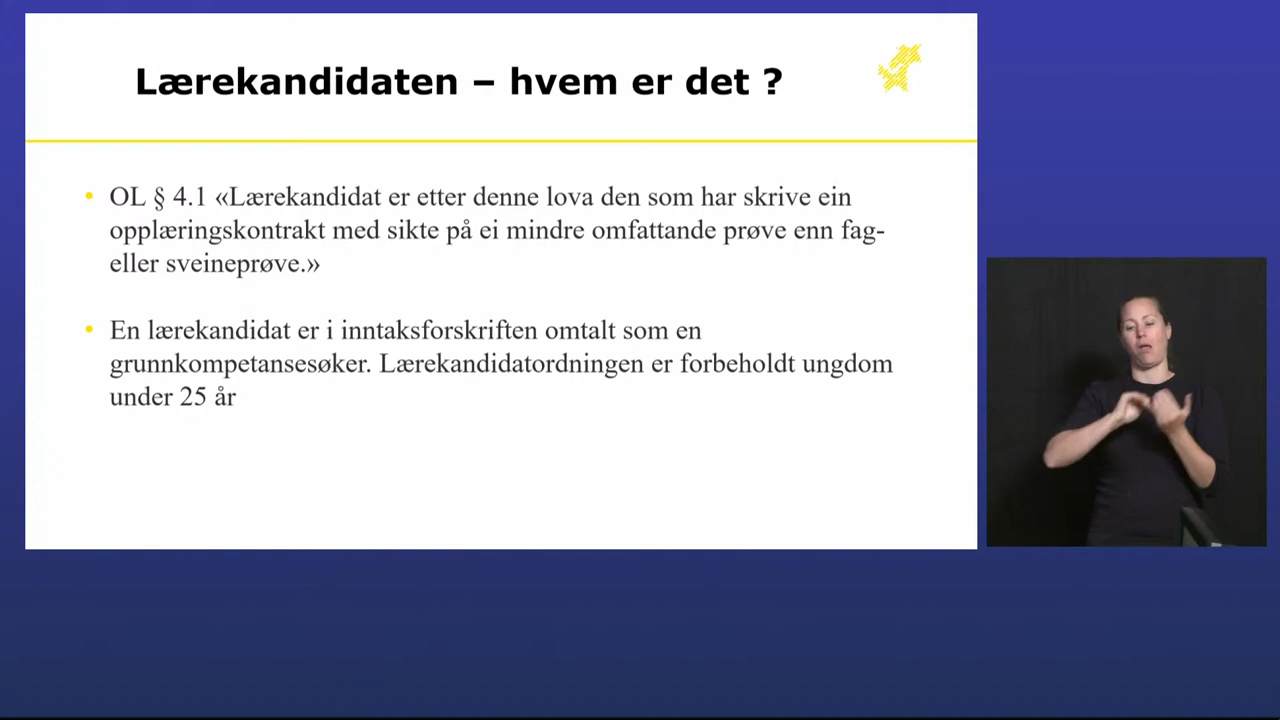 Lærekandidaten – hvem er det ?
• OL § 4.1 «Lærekandidat er etter denne lova den som har skrive ein
opplæringskontrakt med sikte på ei mindre omfattande prøve enn fag-
eller sveineprøve.»
• En lærekandidat er i inntaksforskriften omtalt som en
grunnkompetansesøker. Lærekandidatordningen er forbeholdt ungdom
under 25 år